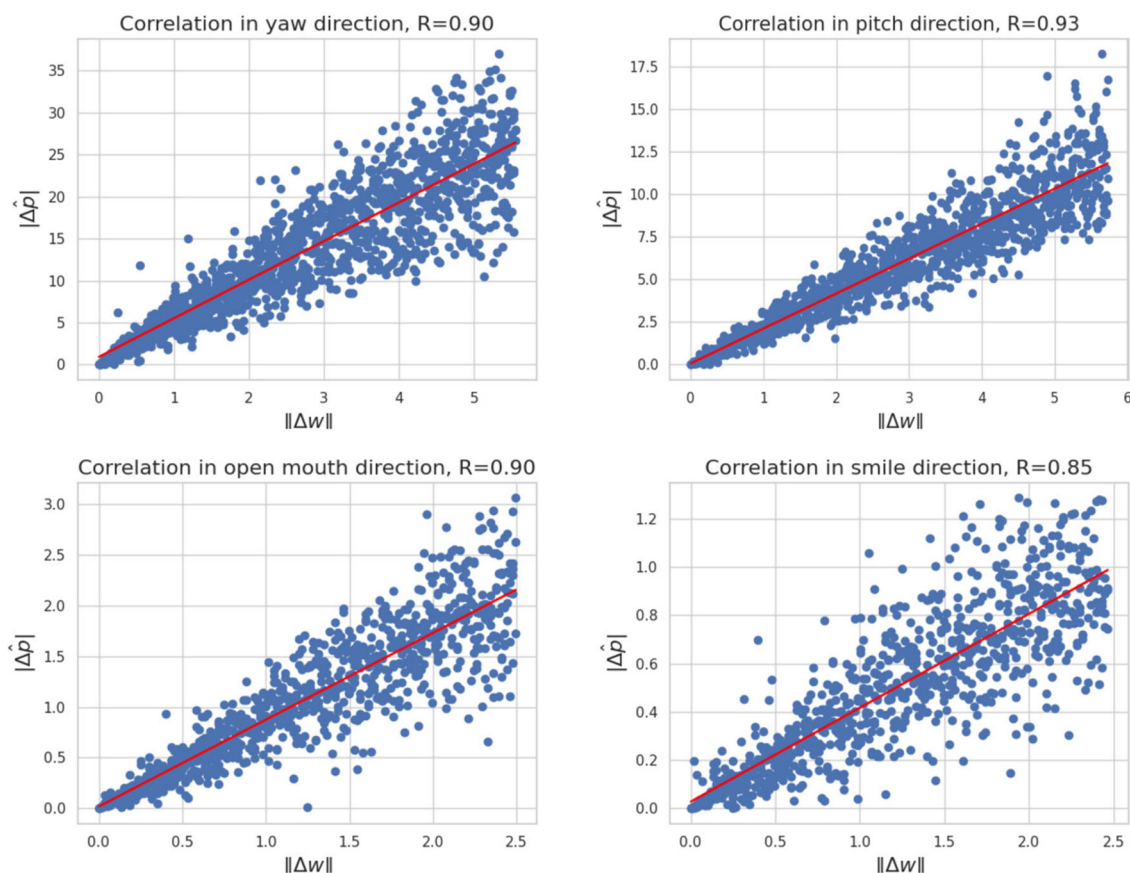 Correlation in yaw direction, R=0.90
35
30
25
20
15
10
5
0
|Δp̂|
0 1 2 3 4 5
‖Δw‖
Correlation in pitch direction, R=0.93
17.5
15.0
12.5
10.0
7.5
5.0
2.5
0.0
|Δp̂|
0 1 2 3 4 5 6
‖Δw‖
Correlation in open mouth direction, R=0.90
3.0
2.5
2.0
1.5
1.0
0.5
0.0
|Δp̂|
0.0 0.5 1.0 1.5 2.0 2.5
‖Δw‖
Correlation in smile direction, R=0.85
1.2
1.0
0.8
0.6
0.4
0.2
0.0
|Δp̂|
0.0 0.5 1.0 1.5 2.0 2.5
‖Δw‖